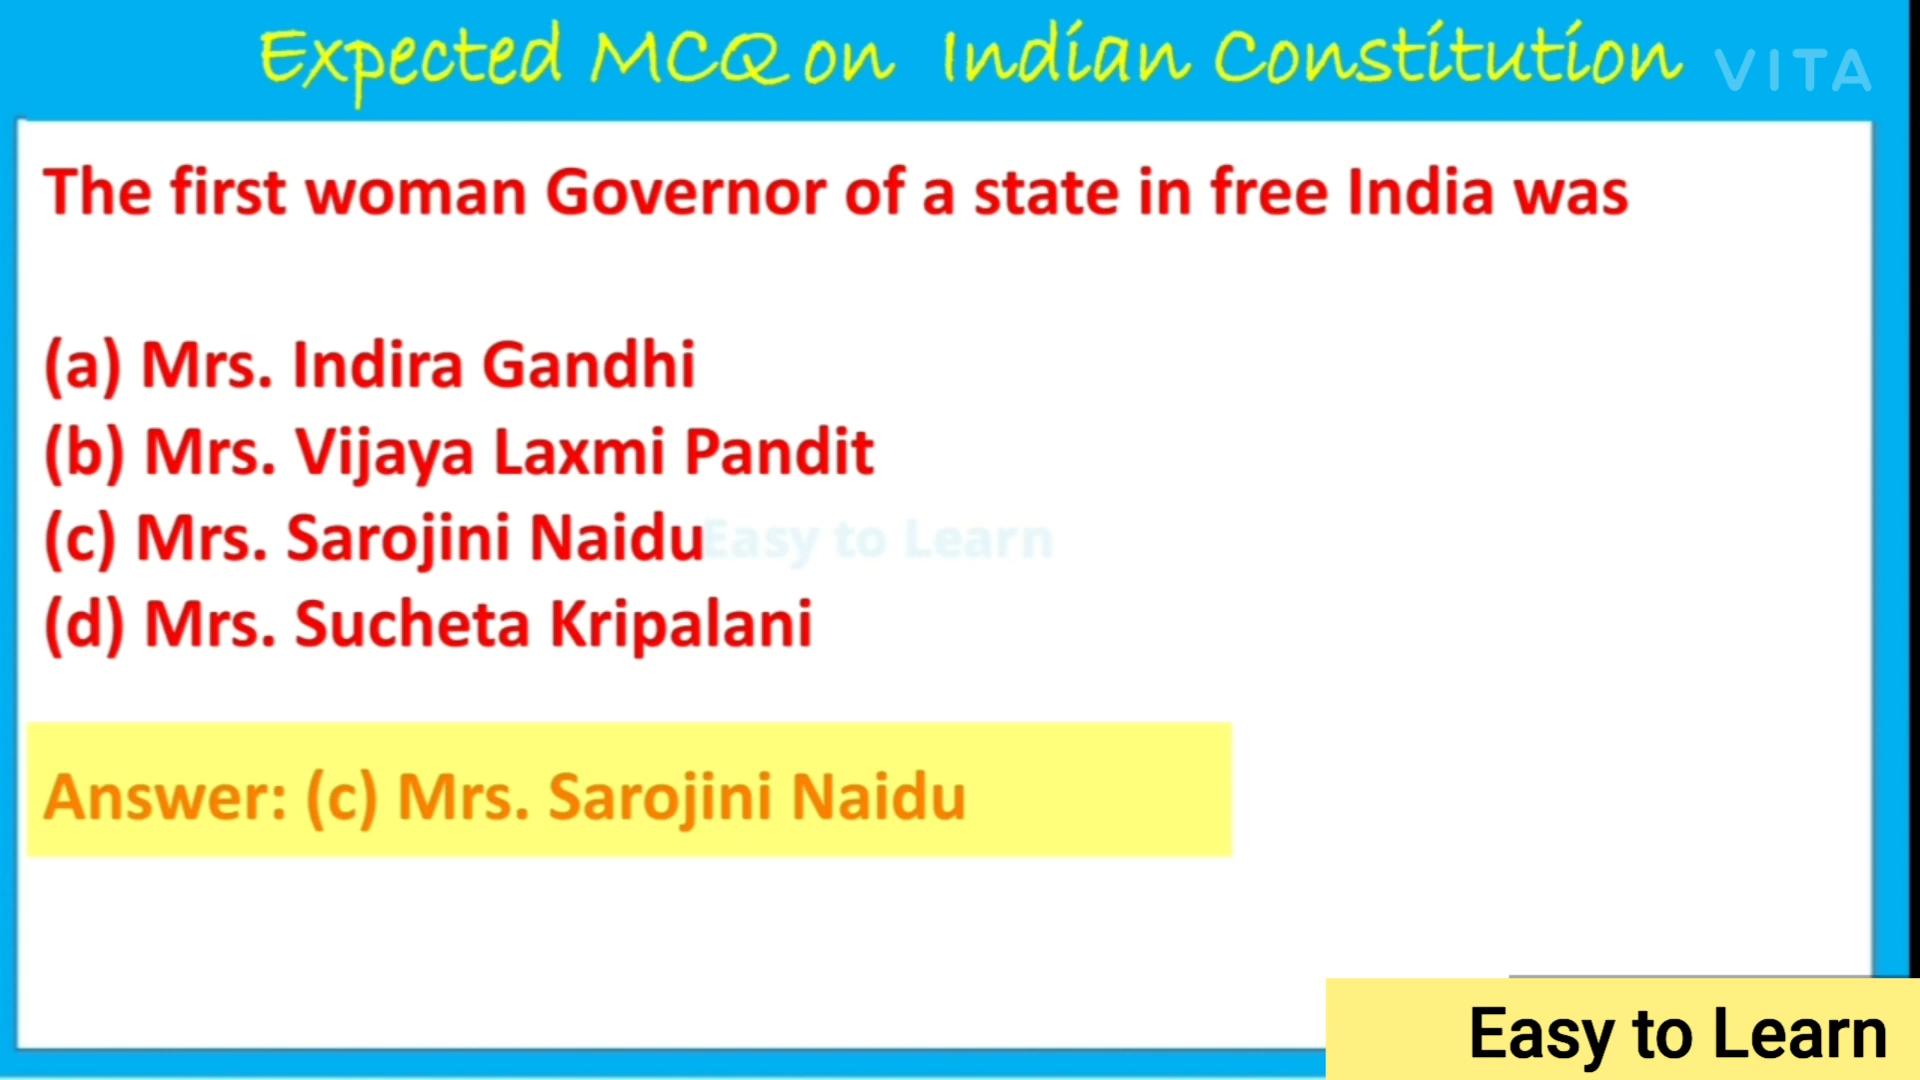 Expected MCQ on Indian Constitution
VITA
The first woman Governor of a state in free India was
(a) Mrs. Indira Gandhi
(b) Mrs. Vijaya Laxmi Pandit
(c) Mrs. Sarojini Naidu
Easy to Learn
(d) Mrs. Sucheta Kripalani
Answer: (c) Mrs. Sarojini Naidu
Easy to Learn